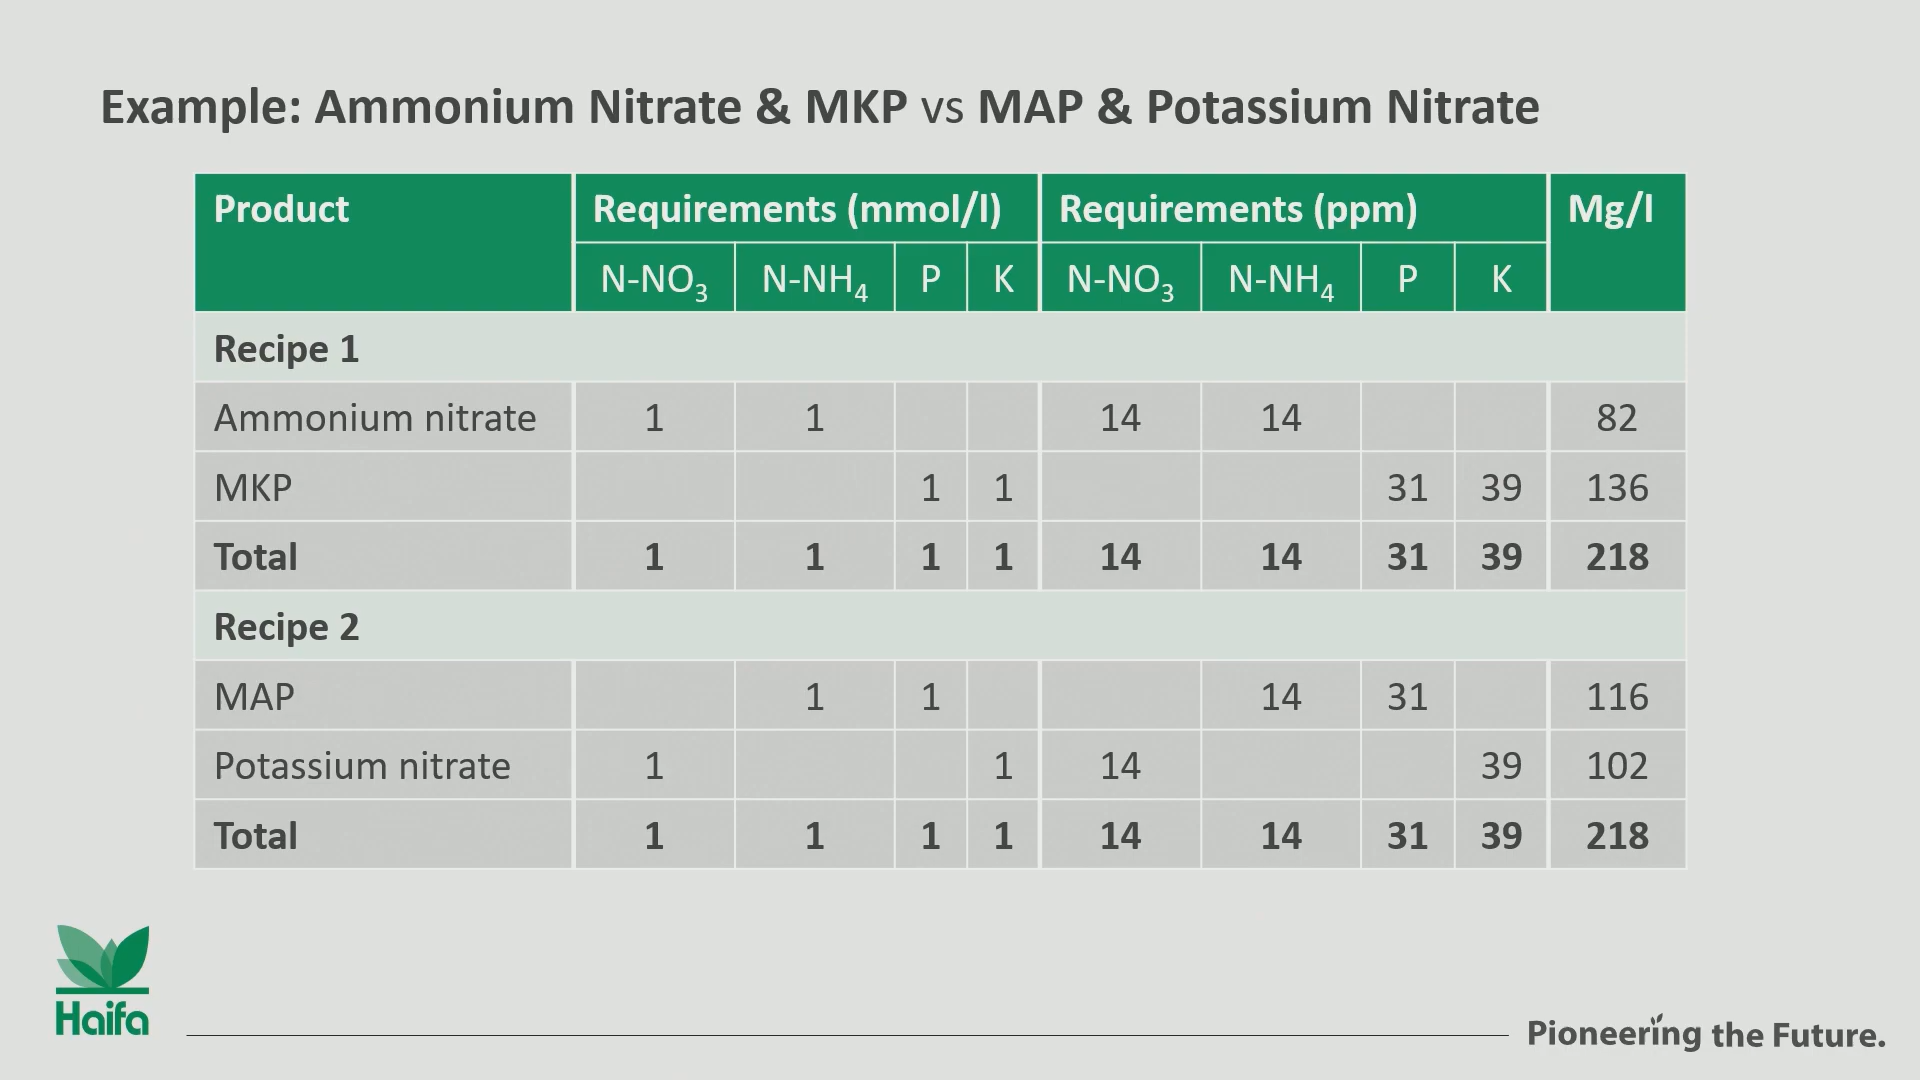 Example: Ammonium Nitrate & MKP vs MAP & Potassium Nitrate
Product Requirements (mmol/l) Requirements (ppm) Mg/l
N-NO3 N-NH4 P K N-NO3 N-NH4 P K
Recipe 1
Ammonium nitrate 1 1 14 14 82
MKP 1 1 31 39 136
Total 1 1 1 1 14 14 31 39 218
Recipe 2
MAP 1 1 14 31 116
Potassium nitrate 1 1 14 39 102
Total 1 1 1 1 14 14 31 39 218
Haifa
Pioneering the Future.